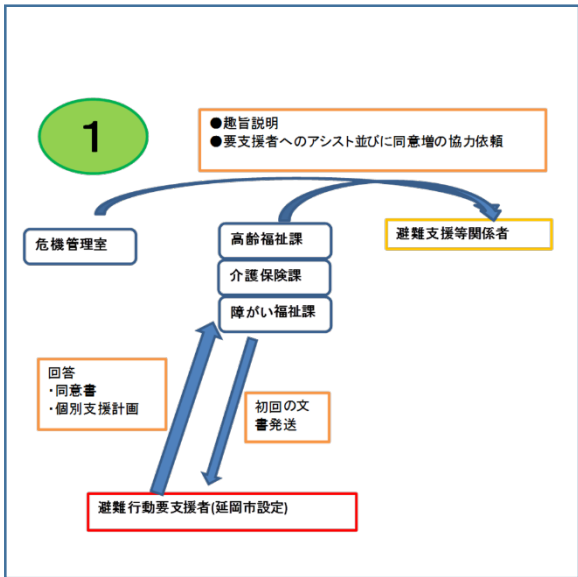 1
●趣旨説明
●要支援者へのアシスト並びに同意増の協力依頼
危機管理室
高齢福祉課
介護保険課
障がい福祉課
避難支援等関係者
回答
・同意書
・個別支援計画
初回の文
書発送
避難行動要支援者(延岡市設定)